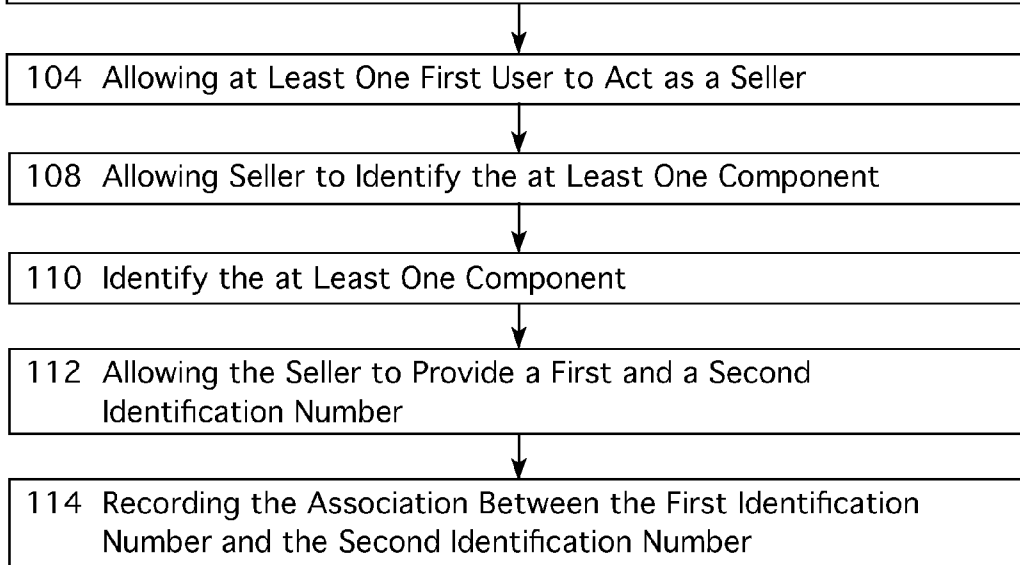 104 Allowing at Least One First User to Act as a Seller
108 Allowing Seller to Identify the at Least One Component
110 Identify the at Least One Component
112 Allowing the Seller to Provide a First and a Second
Identification Number
114 Recording the Association Between the First Identification
Number and the Second Identification Number